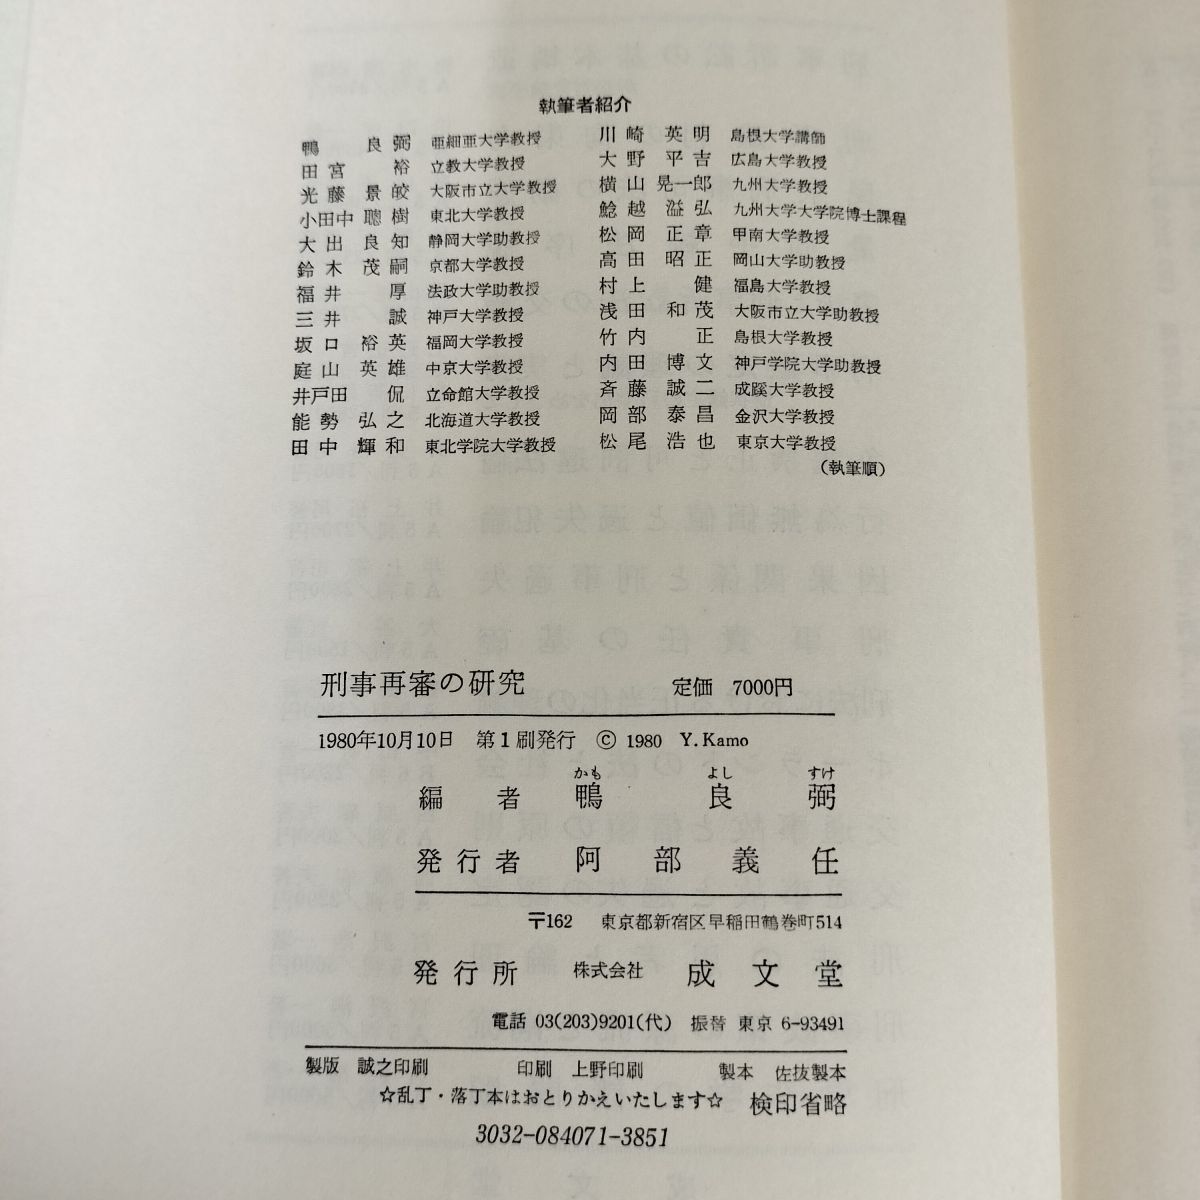 執筆者紹介
鴨良弼 亜細亜大学教授
田宮裕 立教大学教授
光藤景皎 大阪市立大学教授
小田中聰樹 東北大学教授
大出良知 静岡大学助教授
鈴木茂嗣 京都大学教授
福井厚 法政大学助教授
三井誠 神戸大学教授
坂口裕英 福岡大学教授
庭山英雄 中京大学教授
井戸田侃 立命館大学教授
能勢弘之 北海道大学教授
田中輝和 東北学院大学教授
川崎英明 島根大学講師
大野平吉 広島大学教授
横山晃一郎 九州大学教授
鯰越溢弘 九州大学大学院博士課程
松岡正章 甲南大学教授
高田昭正 岡山大学助教授
村上健 福島大学教授
浅田和茂 大阪市立大学助教授
竹内正 島根大学教授
内田博文 神戸学院大学助教授
斉藤誠二 成蹊大学教授
岡部泰昌 金沢大学教授
松尾浩也 東京大学教授
(執筆順)
刑事再審の研究 定価 7000円
1980年10月10日 第1刷発行 © 1980 Y. Kamo
かも よし すけ
編者 鴨良弼
発行者 阿部義任
〒162 東京都新宿区早稲田鶴巻町514
発行所 株式会社 成文堂
電話 03(203)9201(代) 振替 東京 6-93491
製版 誠之印刷 印刷 上野印刷 製本 佐抜製本
☆乱丁・落丁本はおとりかえいたします☆ 検印省略
3032-084071-3851